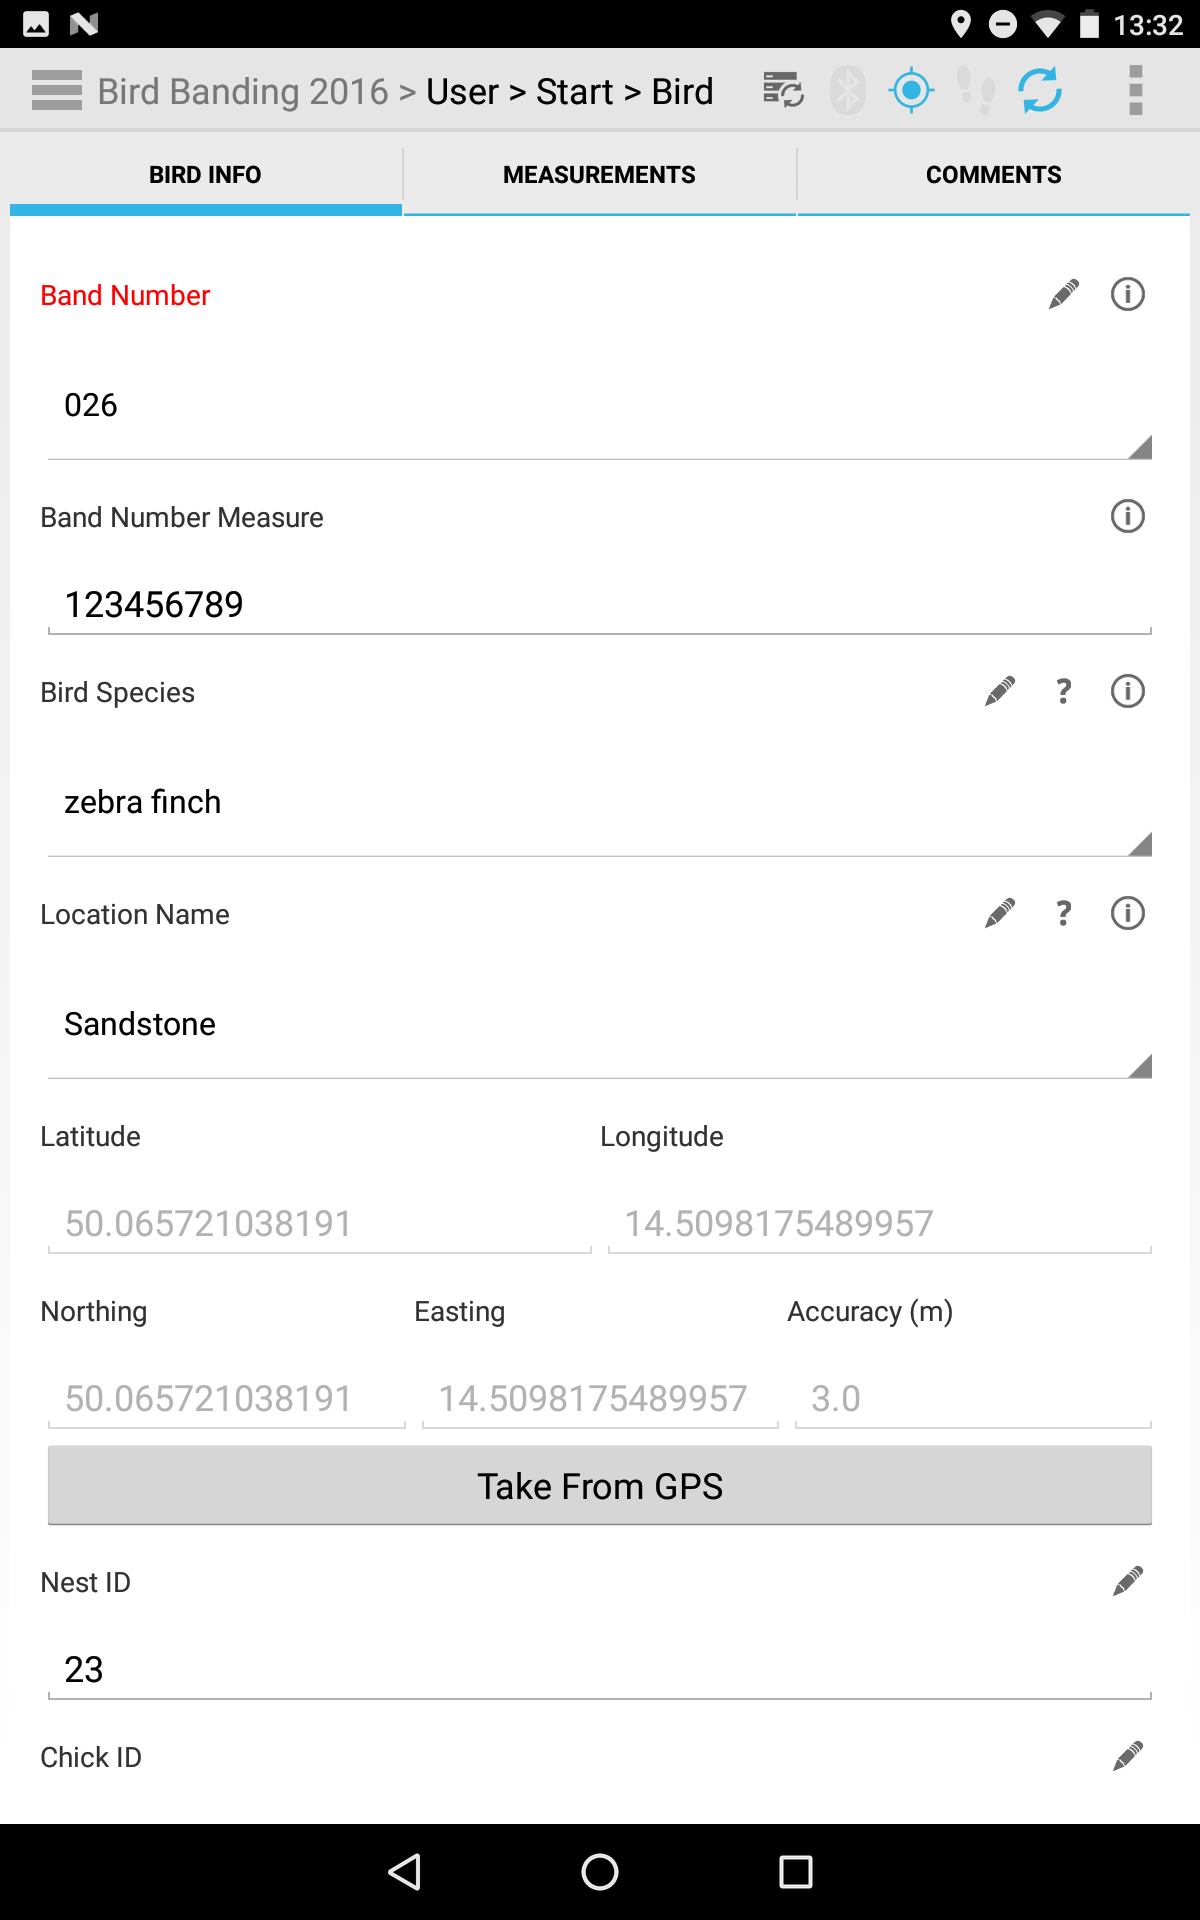 13:32
Bird Banding 2016 > User > Start > Bird
BIRD INFO MEASUREMENTS COMMENTS
Band Number
026
Band Number Measure
123456789
Bird Species ?
zebra finch
Location Name ?
Sandstone
Latitude Longitude
50.065721038191 14.5098175489957
Northing Easting Accuracy (m)
50.065721038191 14.5098175489957 3.0
Take From GPS
Nest ID
23
Chick ID